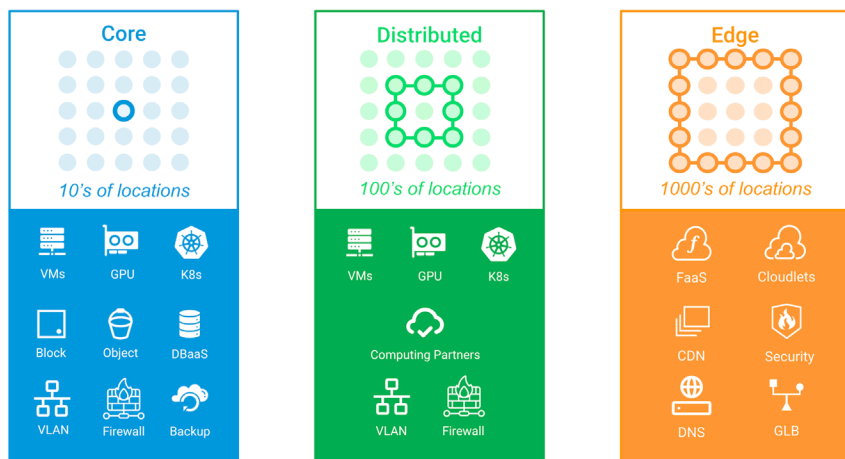 Core
10's of locations
VMs GPU K8s
Block Object DBaaS
VLAN Firewall Backup
Distributed
100's of locations
VMs GPU K8s
Computing Partners
VLAN Firewall
Edge
1000's of locations
FaaS Cloudlets
CDN Security
DNS GLB